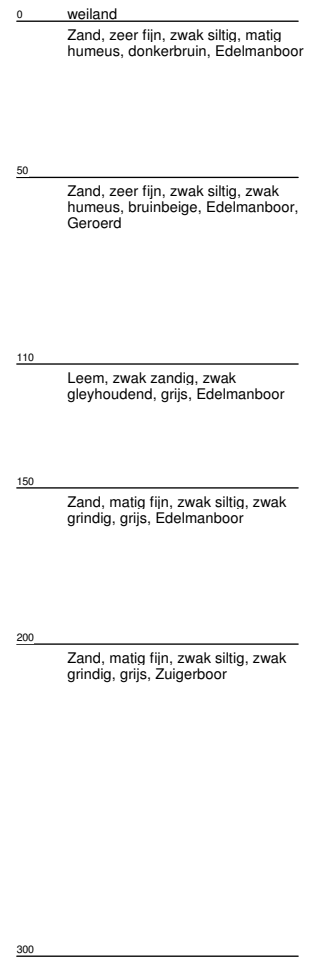 0 weiland
Zand, zeer fijn, zwak siltig, matig
humeus, donkerbruin, Edelmanboor
50
Zand, zeer fijn, zwak siltig, zwak
humeus, bruinbeige, Edelmanboor,
Geroerd
110
Leem, zwak zandig, zwak
gleyhoudend, grijs, Edelmanboor
150
Zand, matig fijn, zwak siltig, zwak
grindig, grijs, Edelmanboor
200
Zand, matig fijn, zwak siltig, zwak
grindig, grijs, Zuigerboor
300